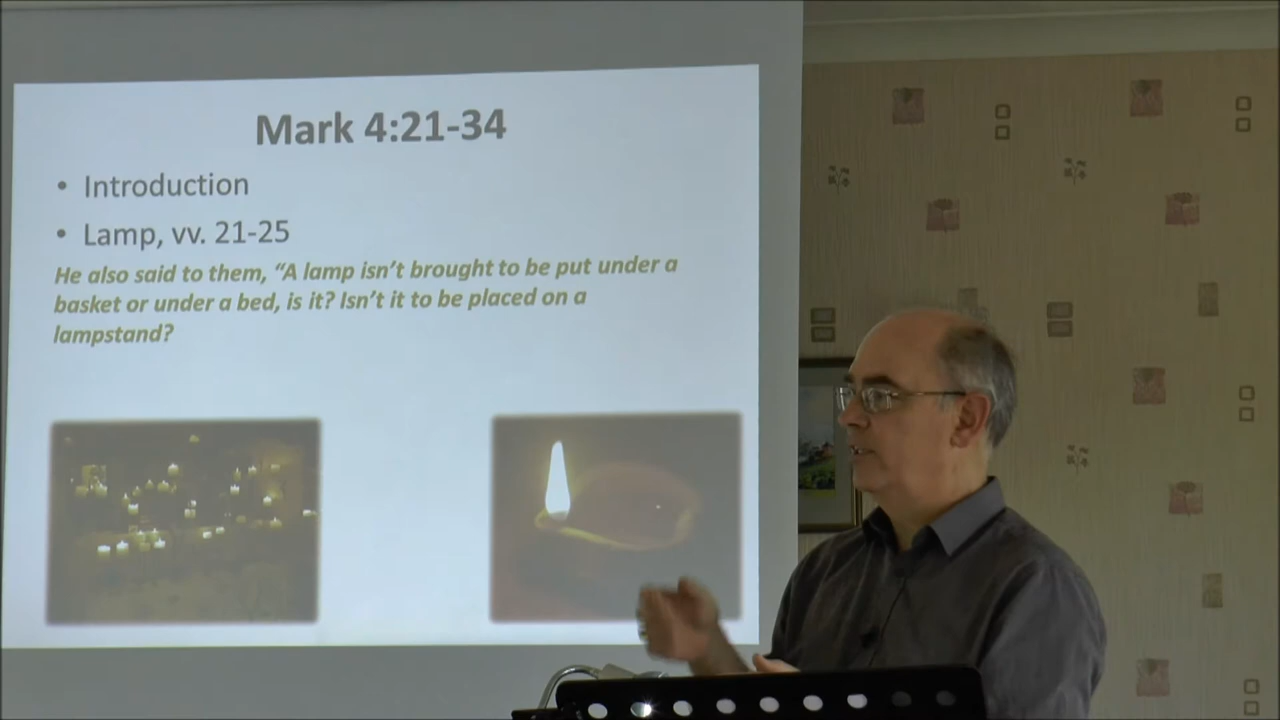 Mark 4:21-34
• Introduction
• Lamp, vv. 21-25
He also said to them, “A lamp isn’t brought to be put under a
basket or under a bed, is it? Isn’t it to be placed on a
lampstand?